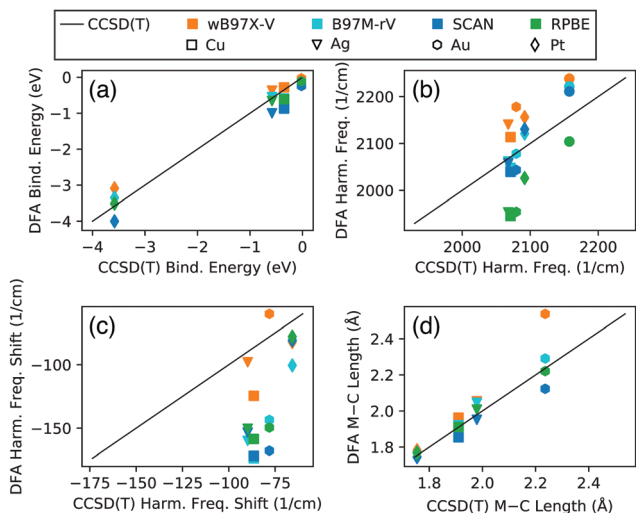 CCSD(T) wB97X-V B97M-rV SCAN RPBE
Cu Ag Au Pt
(a)
DFA Bind. Energy (eV)
0
−1
−2
−3
−4
−4 −3 −2 −1 0
CCSD(T) Bind. Energy (eV)
(b)
DFA Harm. Freq. (1/cm)
2200
2100
2000
2000 2100 2200
CCSD(T) Harm. Freq. (1/cm)
(c)
DFA Harm. Freq. Shift (1/cm)
−100
−150
−175 −150 −125 −100 −75
CCSD(T) Harm. Freq. Shift (1/cm)
(d)
DFA M−C Length (Å)
2.4
2.2
2.0
1.8
1.8 2.0 2.2 2.4
CCSD(T) M−C Length (Å)